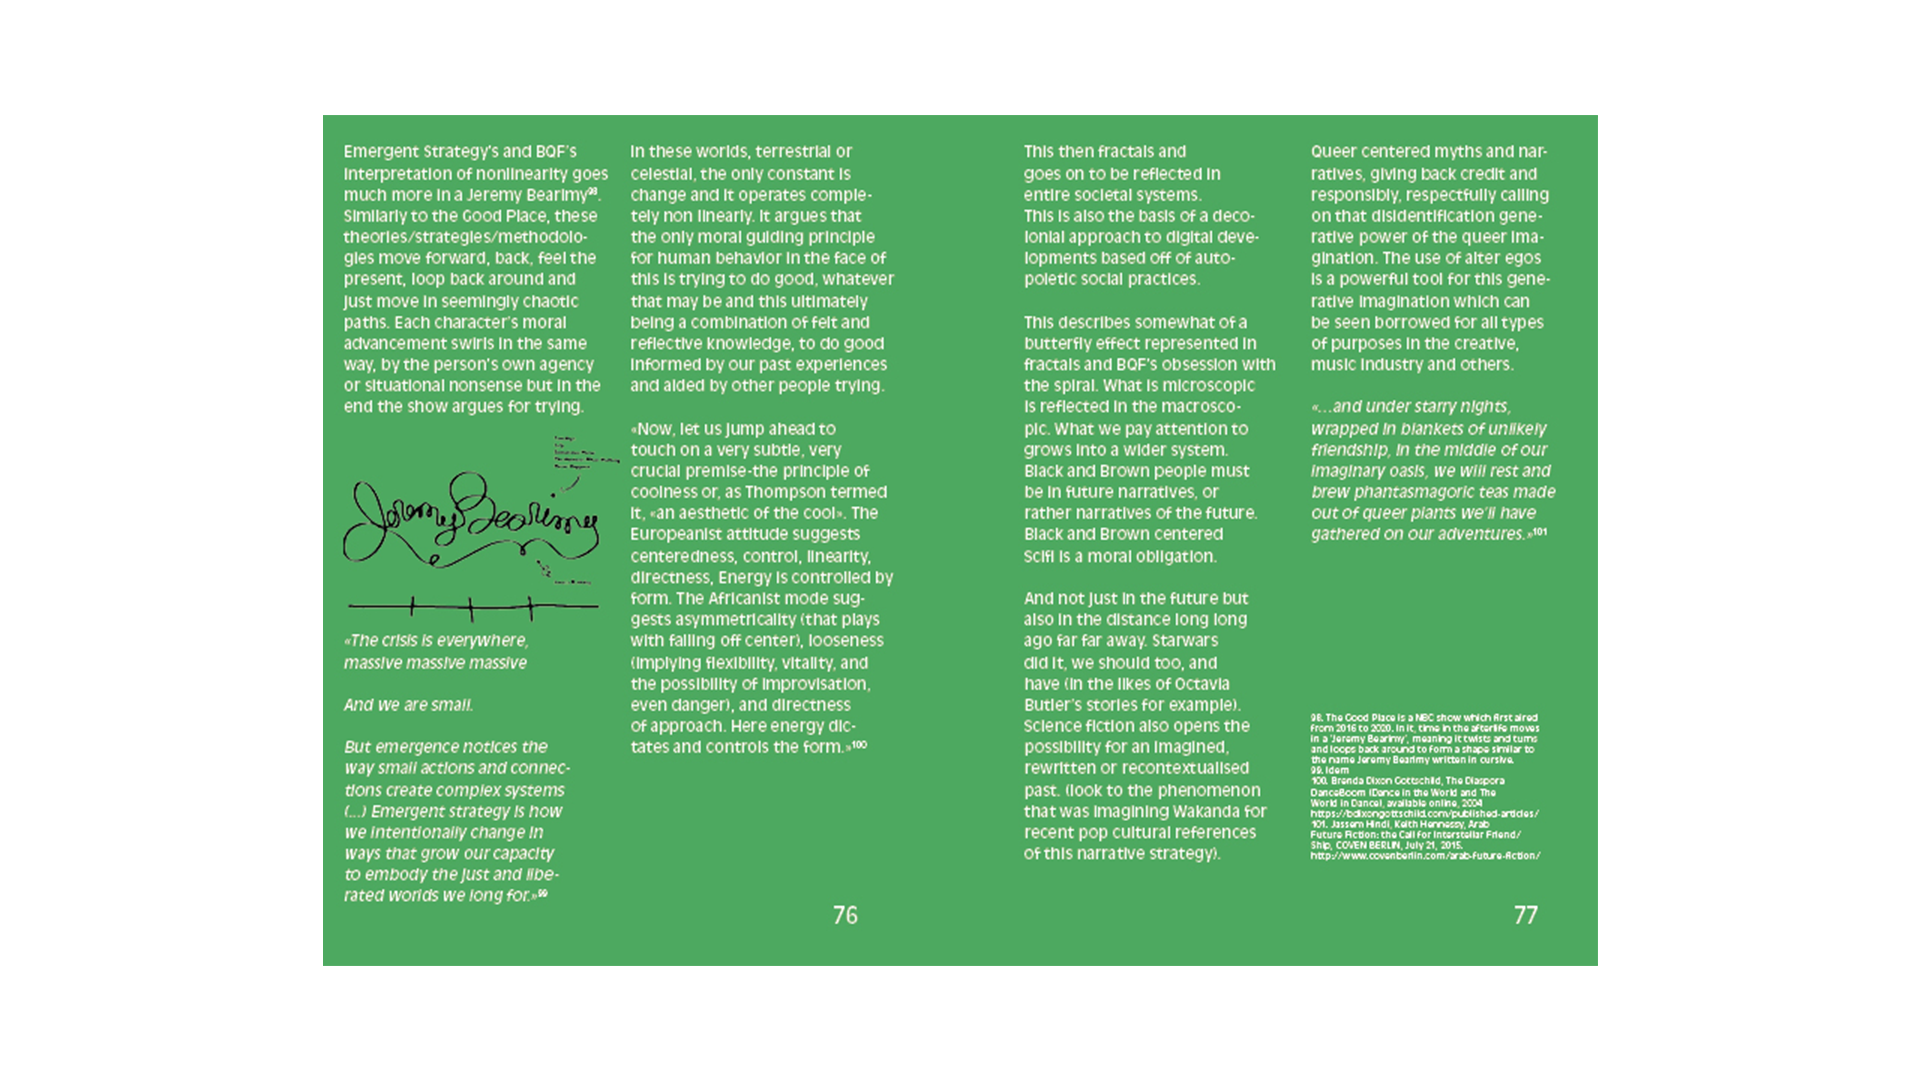 Emergent Strategy's and BQF's
interpretation of nonlinearity goes
much more in a Jeremy Bearimy98.
Similarly to the Good Place, these
theories/strategies/methodolo-
gies move forward, back, feel the
present, loop back around and
just move in seemingly chaotic
paths. Each character's moral
advancement swirls in the same
way, by the person's own agency
or situational nonsense but in the
end the show argues for trying.
Jeremy Bearimy
«The crisis is everywhere,
massive massive massive
And we are small.
But emergence notices the
way small actions and connec-
tions create complex systems
(...) Emergent strategy is how
we intentionally change in
ways that grow our capacity
to embody the just and libe-
rated worlds we long for.»99
In these worlds, terrestrial or
celestial, the only constant is
change and it operates comple-
tely non linearly. It argues that
the only moral guiding principle
for human behavior in the face of
this is trying to do good, whatever
that may be and this ultimately
being a combination of felt and
reflective knowledge, to do good
informed by our past experiences
and aided by other people trying.
«Now, let us jump ahead to
touch on a very subtle, very
crucial premise-the principle of
coolness or, as Thompson termed
it, «an aesthetic of the cool». The
Europeanist attitude suggests
centeredness, control, linearity,
directness, Energy is controlled by
form. The Africanist mode sug-
gests asymmetricality (that plays
with falling off center), looseness
(implying flexibility, vitality, and
the possibility of improvisation,
even danger), and directness
of approach. Here energy dic-
tates and controls the form.»100
76
This then fractals and
goes on to be reflected in
entire societal systems.
This is also the basis of a deco-
lonial approach to digital deve-
lopments based off of auto-
poietic social practices.
This describes somewhat of a
butterfly effect represented in
fractals and BQF's obsession with
the spiral. What is microscopic
is reflected in the macrosco-
pic. What we pay attention to
grows into a wider system.
Black and Brown people must
be in future narratives, or
rather narratives of the future.
Black and Brown centered
Scifi is a moral obligation.
And not just in the future but
also in the distance long long
ago far far away. Starwars
did it, we should too, and
have (in the likes of Octavia
Butler's stories for example).
Science fiction also opens the
possibility for an imagined,
rewritten or recontextualised
past. (look to the phenomenon
that was imagining Wakanda for
recent pop cultural references
of this narrative strategy).
Queer centered myths and nar-
ratives, giving back credit and
responsibly, respectfully calling
on that disidentification gene-
rative power of the queer ima-
gination. The use of alter egos
is a powerful tool for this gene-
rative imagination which can
be seen borrowed for all types
of purposes in the creative,
music industry and others.
«...and under starry nights,
wrapped in blankets of unlikely
friendship, in the middle of our
imaginary oasis, we will rest and
brew phantasmagoric teas made
out of queer plants we'll have
gathered on our adventures.»101
98. The Good Place is a NBC show which first aired
from 2016 to 2020. In it, time in the afterlife moves
in a 'Jeremy Bearimy', meaning it twists and turns
and loops back around to form a shape similar to
the name Jeremy Bearimy written in cursive.
99. Idem
100. Brenda Dixon Gottschild, The Diaspora
DanceBoom (Dance in the World and The
World in Dance), available online, 2004
https://bdixongottschild.com/published-articles/
101. Jassem Hindi, Keith Hennessy, Arab
Future Fiction: the Call for Interstellar Friend/
Ship, COVEN BERLIN, July 21, 2015.
http://www.covenberlin.com/arab-future-fiction/
77